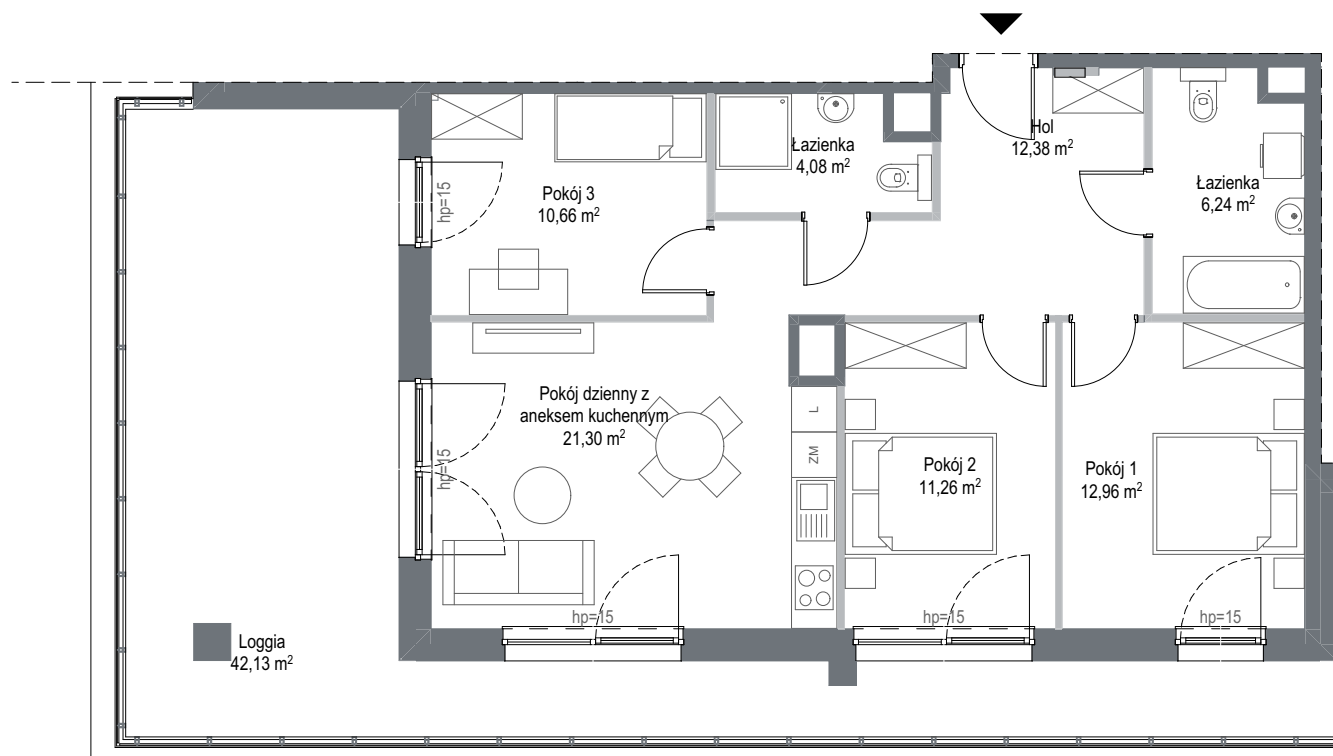 Hol
12,38 m²
Łazienka
4,08 m²
Łazienka
6,24 m²
Pokój 3
10,66 m²
hp=15
Pokój dzienny z
aneksem kuchennym
21,30 m²
hp=15
L
ZM
Pokój 2
11,26 m²
Pokój 1
12,96 m²
hp=15
hp=15
hp=15
Loggia
42,13 m²